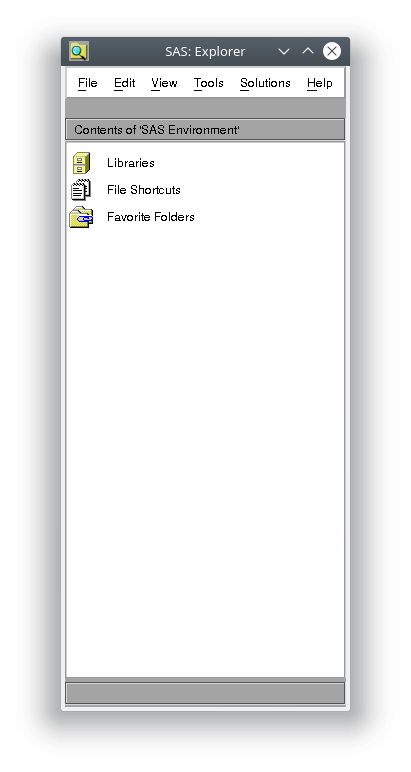 SAS: Explorer
File Edit View Tools Solutions Help
Contents of 'SAS Environment'
Libraries
File Shortcuts
Favorite Folders